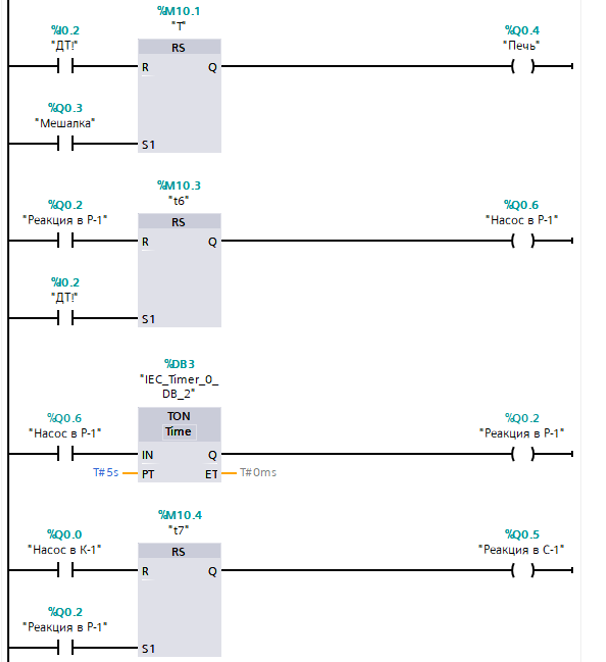 %M10.1
"T"
%I0.2
"ДТ!"
RS
%Q0.4
"Печь"
R
Q
%Q0.3
"Мешалка"
S1
%M10.3
"t6"
%Q0.2
"Реакция в Р-1"
RS
%Q0.6
"Насос в Р-1"
R
Q
%I0.2
"ДТ!"
S1
%DB3
"IEC_Timer_0_
DB_2"
%Q0.6
"Насос в Р-1"
TON
Time
%Q0.2
"Реакция в Р-1"
IN
Q
T#5s
PT
ET
T#0ms
%M10.4
"t7"
%Q0.0
"Насос в К-1"
RS
%Q0.5
"Реакция в С-1"
R
Q
%Q0.2
"Реакция в Р-1"
S1